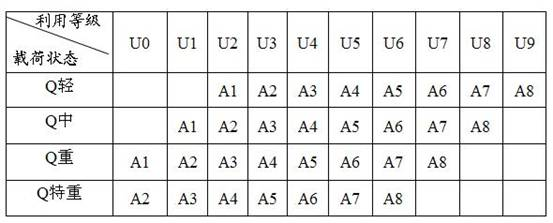 利用等级
载荷状态
U0 U1 U2 U3 U4 U5 U6 U7 U8 U9
Q轻 A1 A2 A3 A4 A5 A6 A7 A8
Q中 A1 A2 A3 A4 A5 A6 A7 A8
Q重 A1 A2 A3 A4 A5 A6 A7 A8
Q特重 A2 A3 A4 A5 A6 A7 A8